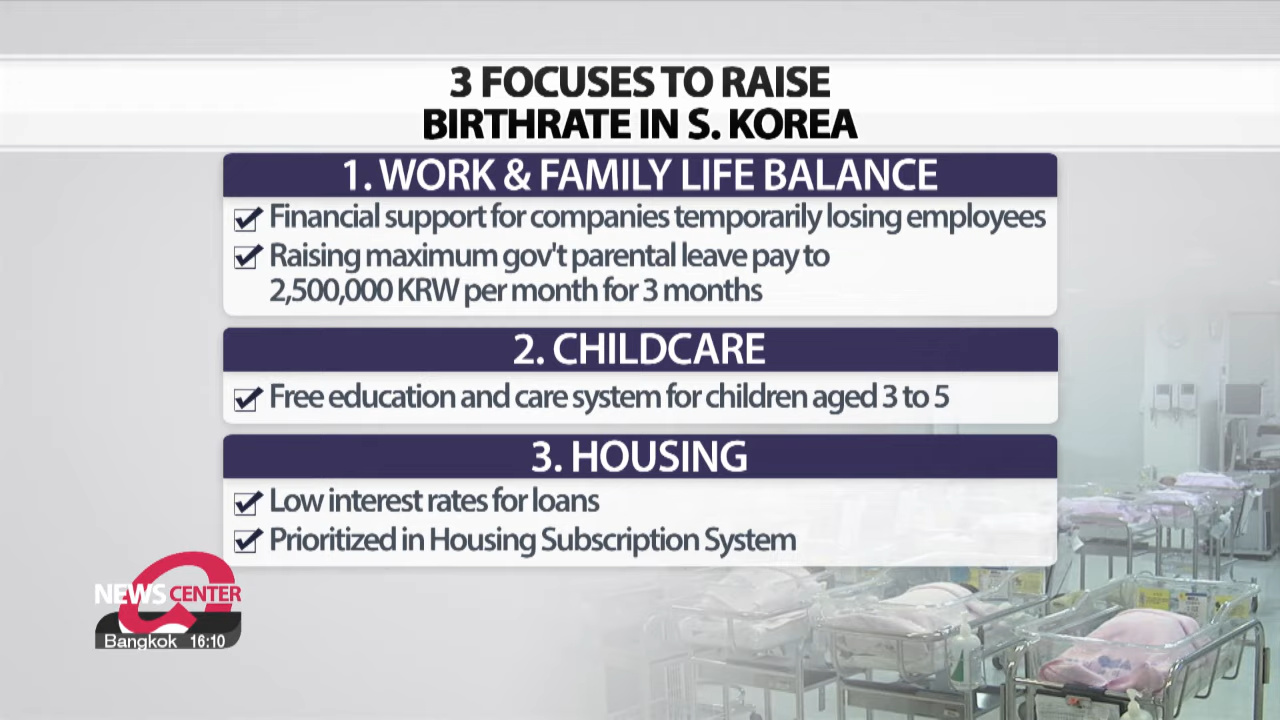 3 FOCUSES TO RAISE
BIRTHRATE IN S. KOREA
1. WORK & FAMILY LIFE BALANCE
Financial support for companies temporarily losing employees
Raising maximum gov't parental leave pay to
2,500,000 KRW per month for 3 months
2. CHILDCARE
Free education and care system for children aged 3 to 5
3. HOUSING
Low interest rates for loans
Prioritized in Housing Subscription System
NEWS CENTER
Bangkok 16:10